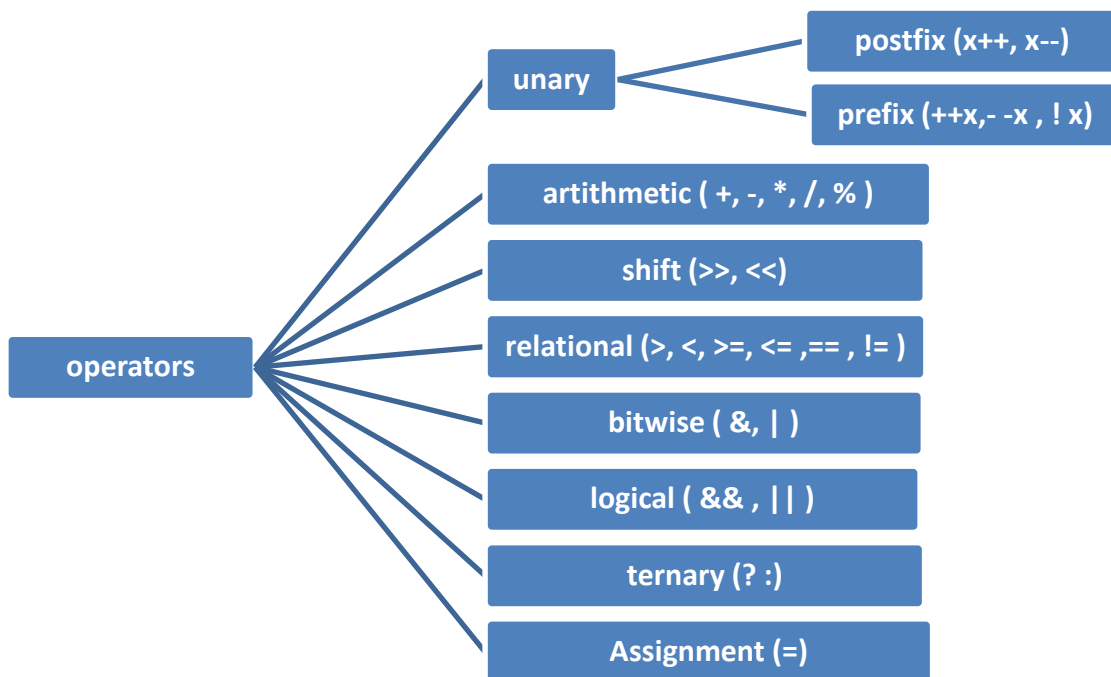 postfix (x++, x--)
unary
prefix (++x,- -x , ! x)
artithmetic ( +, -, *, /, % )
shift (>>, <<)
relational (>, <, >=, <= ,== , != )
operators
bitwise ( &, | )
logical ( && , || )
ternary (? :)
Assignment (=)